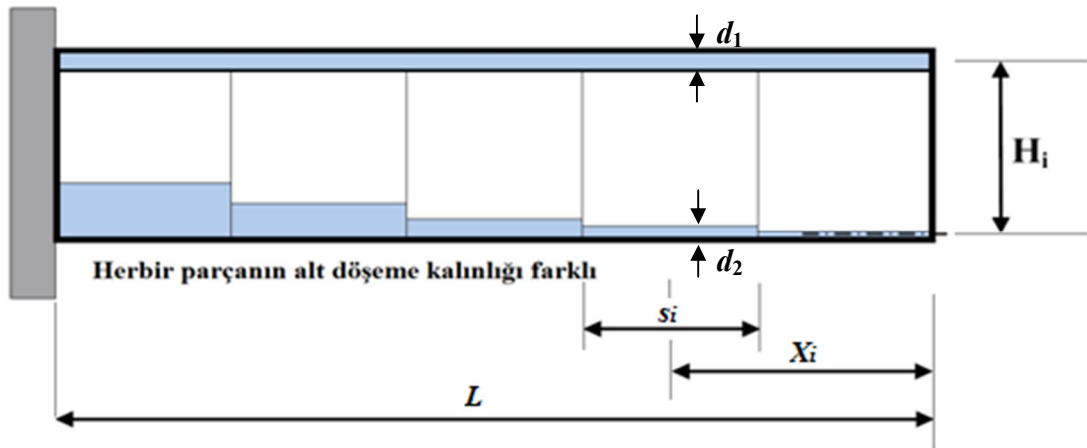 d₁
Hᵢ
d₂
Herbir parçanın alt döşeme kalınlığı farklı
si
Xi
L